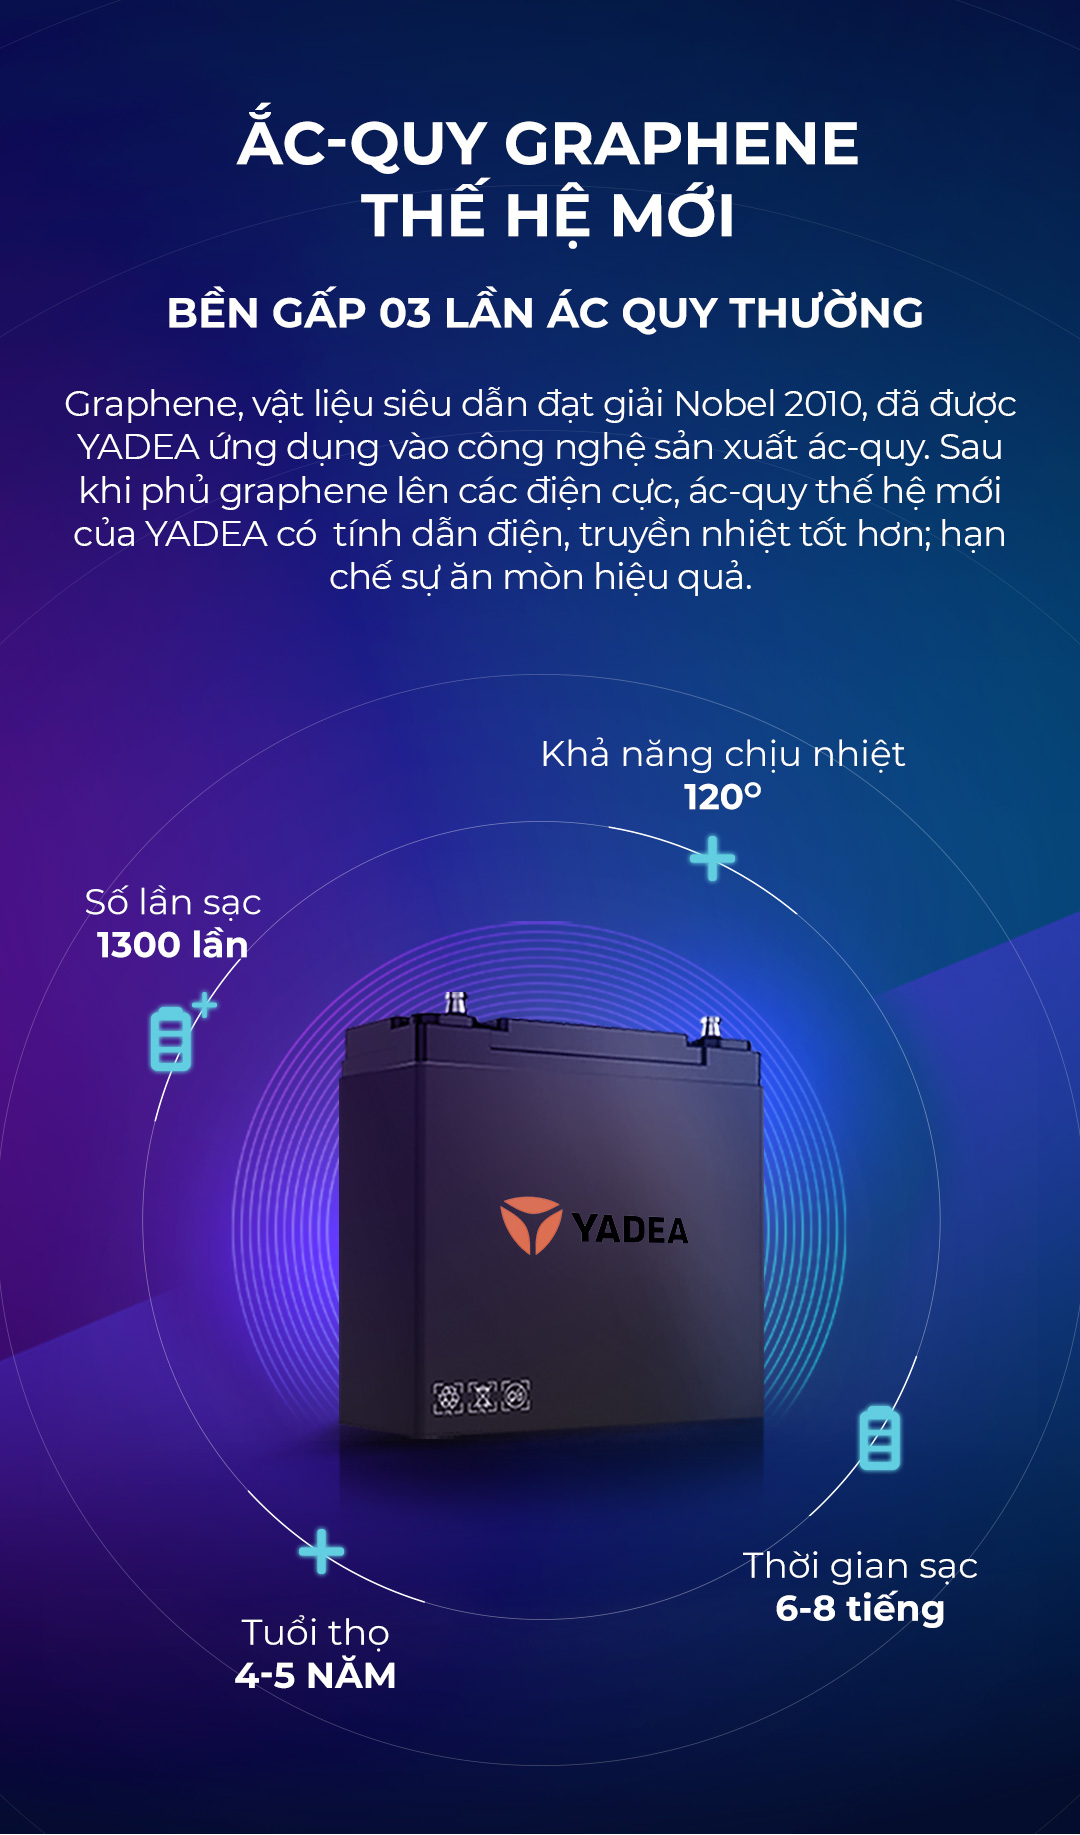 ẮC-QUY GRAPHENE
THẾ HỆ MỚI
BỀN GẤP 03 LẦN ÁC QUY THƯỜNG
Graphene, vật liệu siêu dẫn đạt giải Nobel 2010, đã được
YADEA ứng dụng vào công nghệ sản xuất ác-quy. Sau
khi phủ graphene lên các điện cực, ác-quy thế hệ mới
của YADEA có  tính dẫn điện, truyền nhiệt tốt hơn; hạn
chế sự ăn mòn hiệu quả.
Khả năng chịu nhiệt
120°
Số lần sạc
1300 lần
YADEA
Thời gian sạc
6-8 tiếng
Tuổi thọ
4-5 NĂM